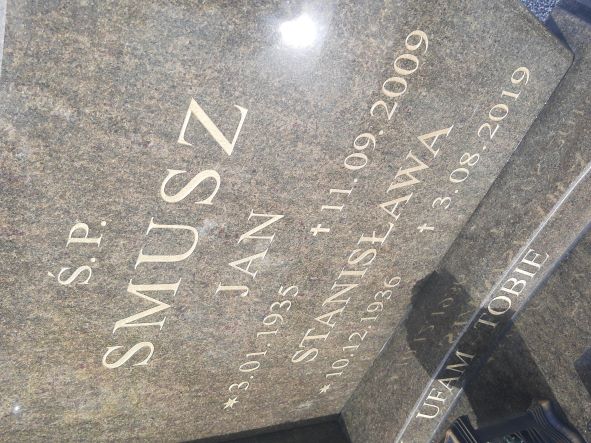 Ś.P.
SMUSZ
JAN
*3.01.1935 †11.09.2009
STANISŁAWA
*10.12.1936 †3.08.2019
UFAM TOBIE